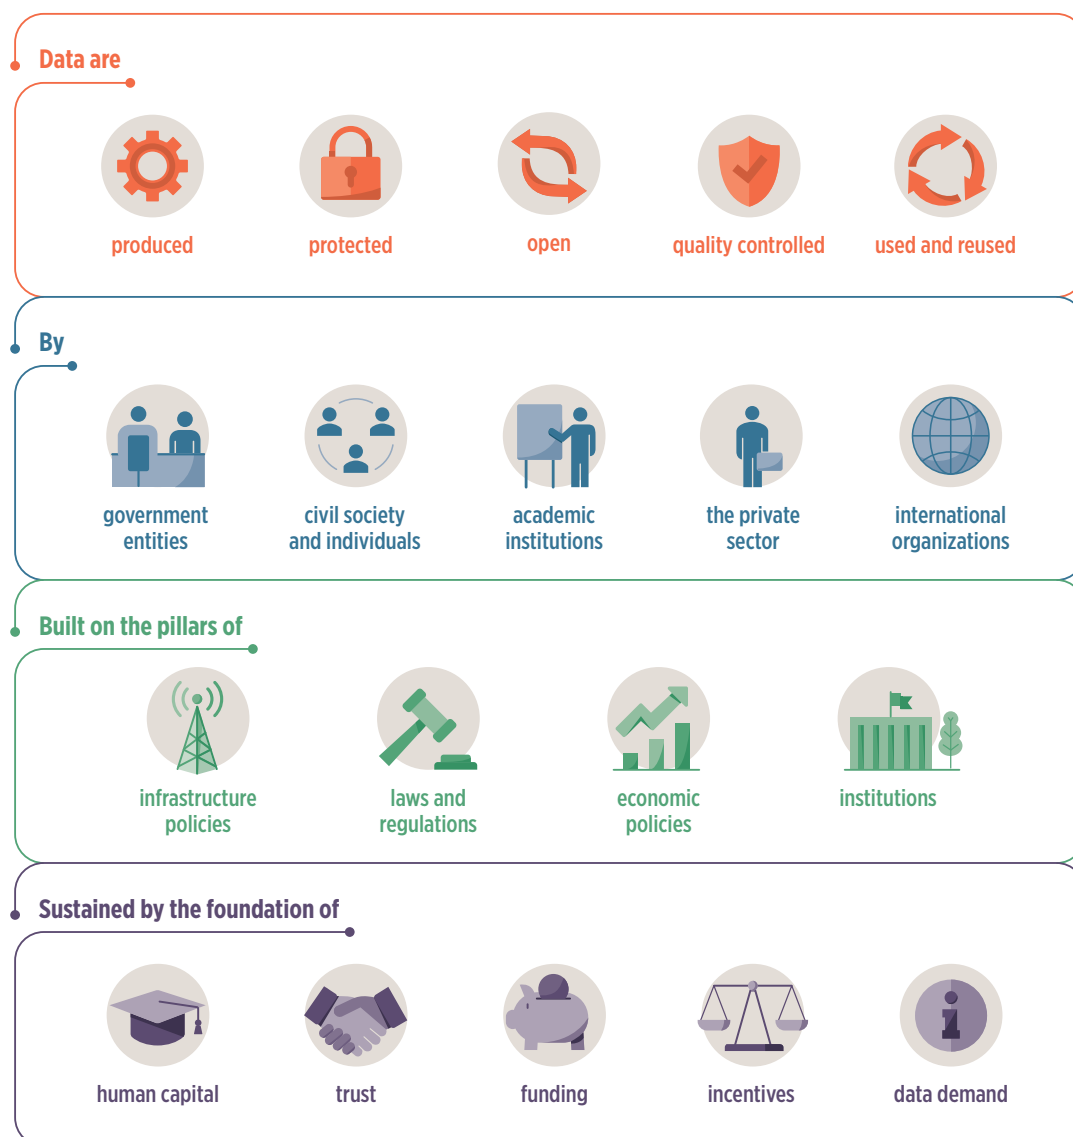 Data are
produced
protected
open
quality controlled
used and reused
By
government
entities
civil society
and individuals
academic
institutions
the private
sector
international
organizations
Built on the pillars of
infrastructure
policies
laws and
regulations
economic
policies
institutions
Sustained by the foundation of
human capital
trust
funding
incentives
data demand